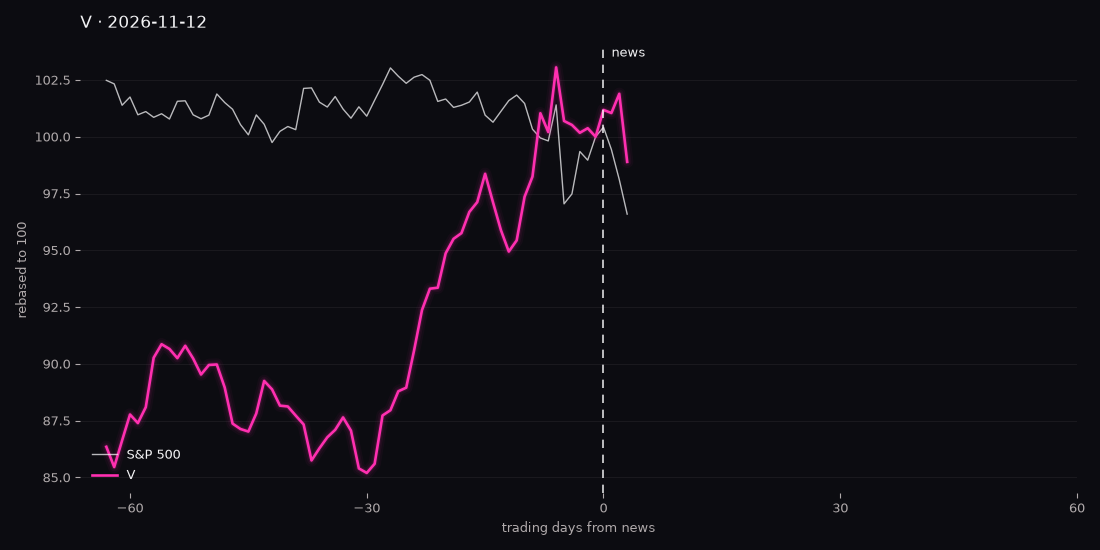 V · 2026-11-12
news
102.5
100.0
97.5
95.0
92.5
90.0
87.5
85.0
rebased to 100
S&P 500
V
−60
−30
0
30
60
trading days from news